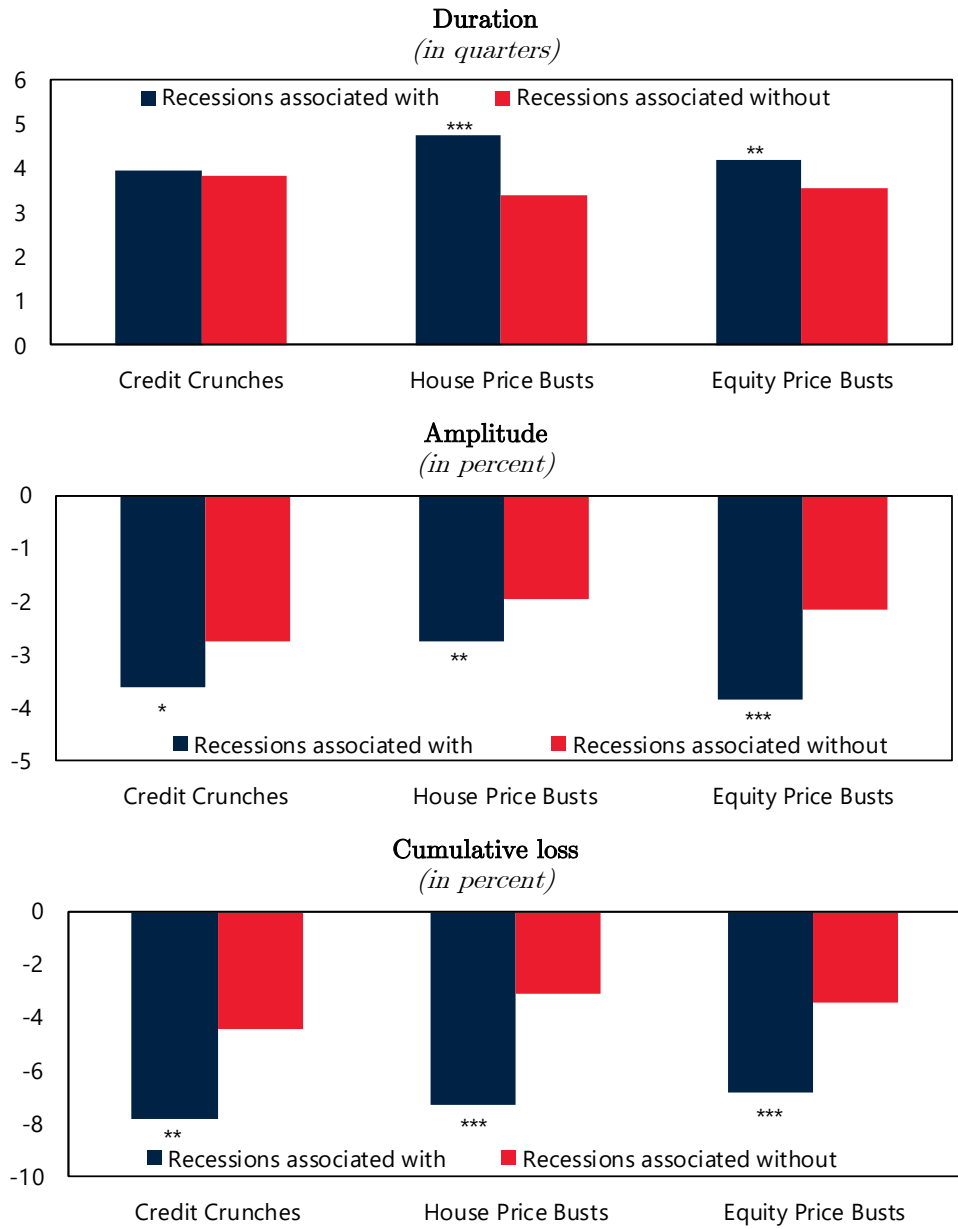 Duration
(in quarters)
6
Recessions associated with Recessions associated without
5
*** **
4
3
2
1
0
Credit Crunches House Price Busts Equity Price Busts
Amplitude
(in percent)
0
-1
-2
-3
**
-4
* ***
Recessions associated with Recessions associated without
-5
Credit Crunches House Price Busts Equity Price Busts
Cumulative loss
(in percent)
0
-2
-4
-6
-8
** *** ***
Recessions associated with Recessions associated without
-10
Credit Crunches House Price Busts Equity Price Busts